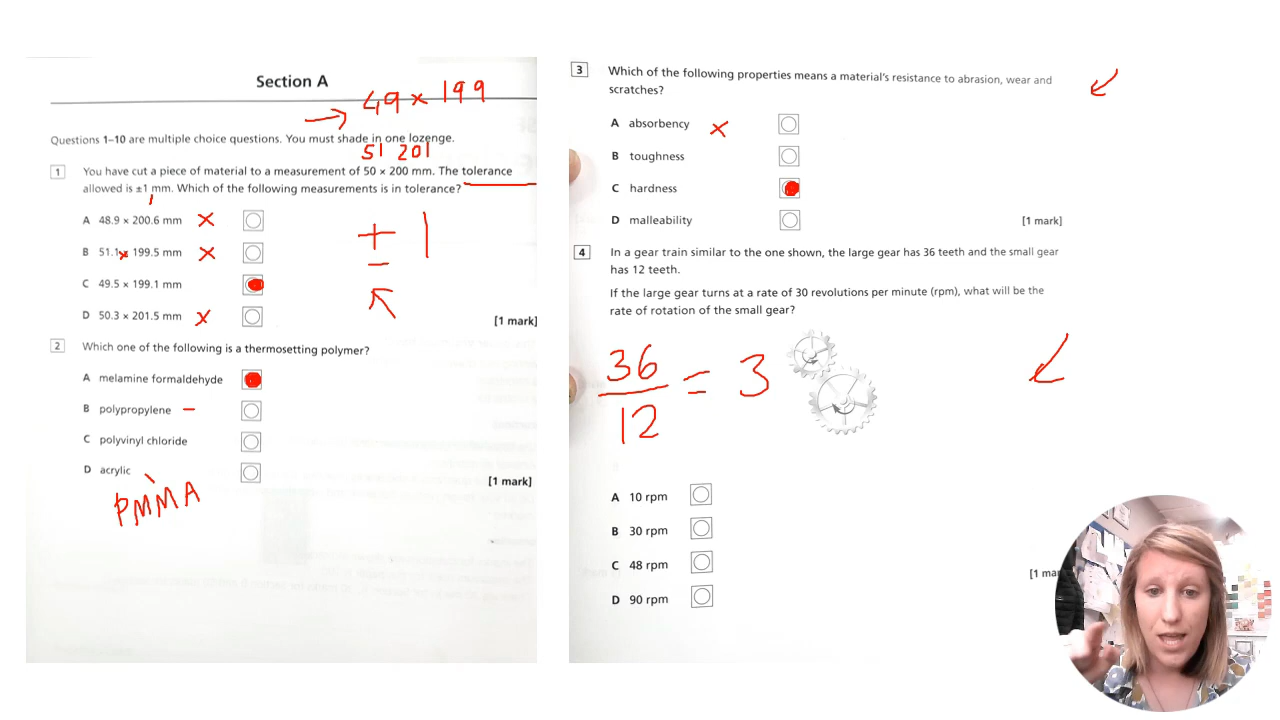 Section A
49 × 199
Questions 1–10 are multiple choice questions. You must shade in one lozenge.
51 201
1 You have cut a piece of material to a measurement of 50 × 200 mm. The tolerance
allowed is ±1 mm. Which of the following measurements is in tolerance?
A 48.9 × 200.6 mm
B 51.1 × 199.5 mm
± 1
C 49.5 × 199.1 mm
D 50.3 × 201.5 mm
[1 mark]
2 Which one of the following is a thermosetting polymer?
A melamine formaldehyde
B polypropylene
C polyvinyl chloride
D acrylic
[1 mark]
PMMA
3 Which of the following properties means a material's resistance to abrasion, wear and
scratches?
A absorbency
B toughness
C hardness
D malleability
[1 mark]
4 In a gear train similar to the one shown, the large gear has 36 teeth and the small gear
has 12 teeth.
If the large gear turns at a rate of 30 revolutions per minute (rpm), what will be the
rate of rotation of the small gear?
36
= 3
12
A 10 rpm
B 30 rpm
C 48 rpm
D 90 rpm